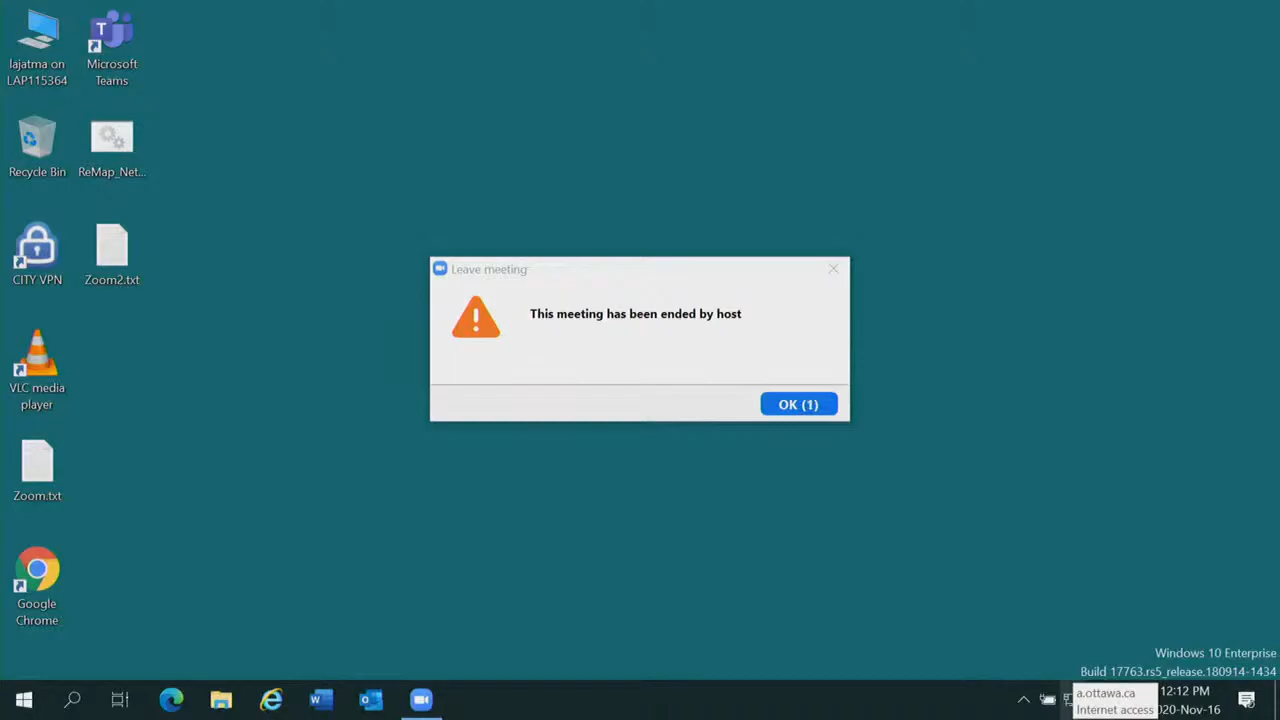 lajatma on
LAP115364
Microsoft
Teams
Recycle Bin
ReMap_Net...
CITY VPN
Zoom2.txt
VLC media
player
Zoom.txt
Google
Chrome
Leave meeting
This meeting has been ended by host
OK (1)
Windows 10 Enterprise
Build 17763.rs5_release.180914-1434
a.ottawa.ca
Internet access
12:12 PM
020-Nov-16